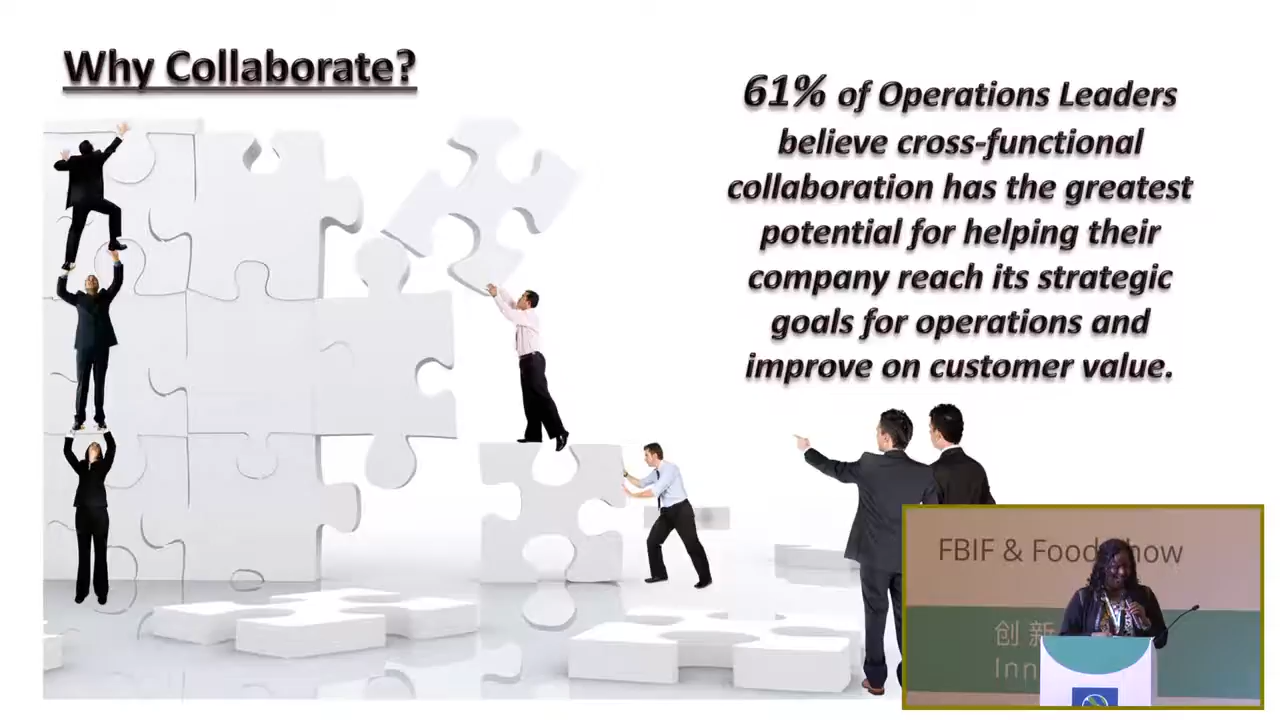 Why Collaborate?
61% of Operations Leaders
believe cross-functional
collaboration has the greatest
potential for helping their
company reach its strategic
goals for operations and
improve on customer value.
FBIF & Food Show
创新